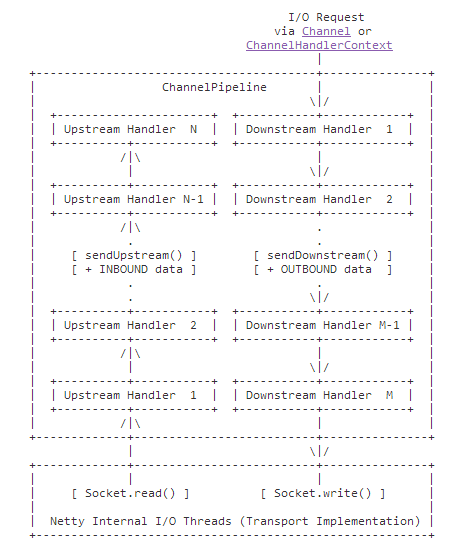 I/O Request
via Channel or
ChannelHandlerContext
ChannelPipeline
Upstream Handler N | Downstream Handler 1
Upstream Handler N-1 | Downstream Handler 2
[ sendUpstream() ] [ sendDownstream() ]
[ + INBOUND data ] [ + OUTBOUND data ]
Upstream Handler 2 | Downstream Handler M-1
Upstream Handler 1 | Downstream Handler M
[ Socket.read() ] [ Socket.write() ]
Netty Internal I/O Threads (Transport Implementation)